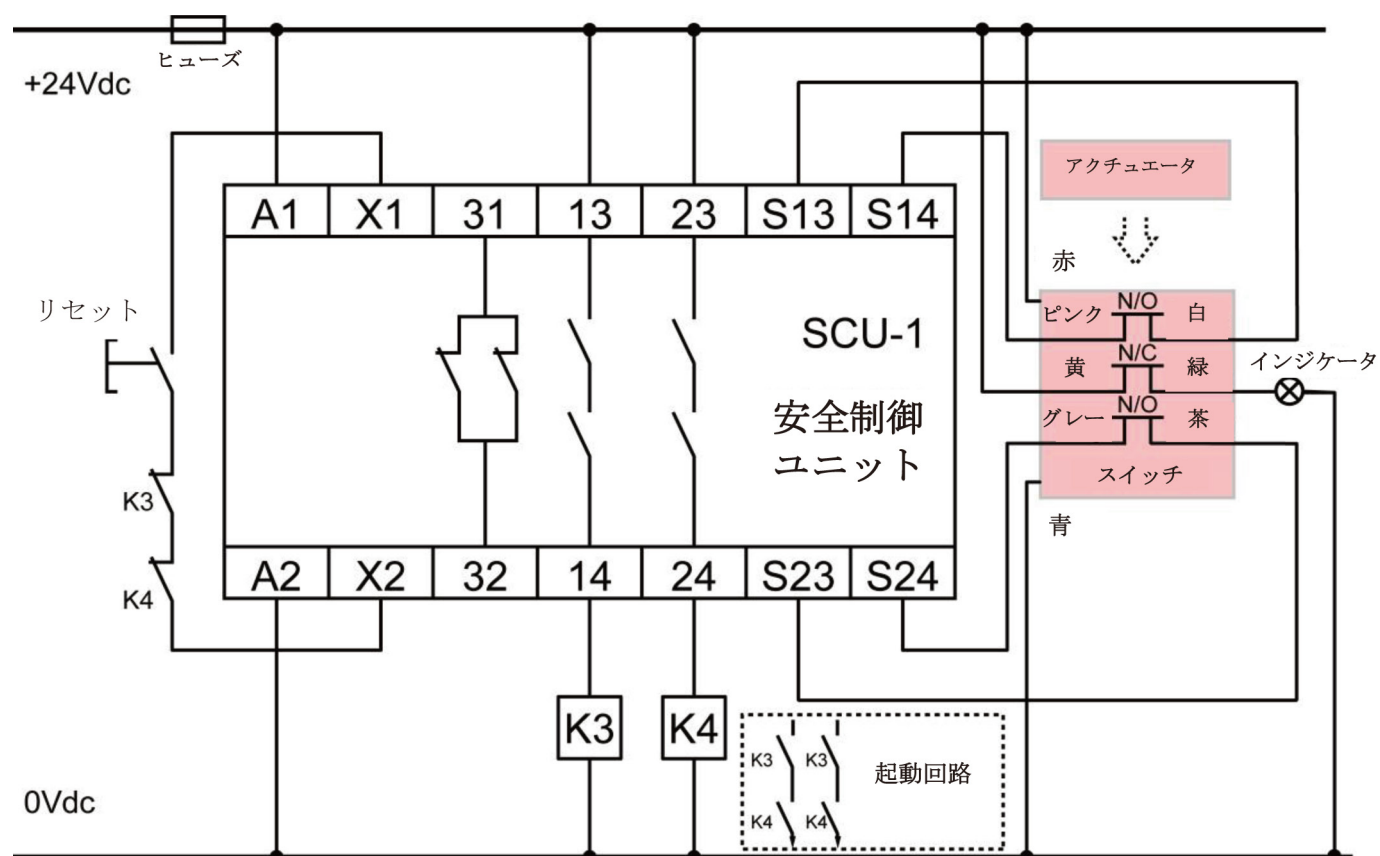 ヒューズ
+24Vdc
アクチュエータ
A1 X1 31 13 23 S13 S14
赤
リセット
ピンク N/O 白
SCU-1
黄 N/C 緑 インジケータ
安全制御
ユニット
グレー N/O 茶
スイッチ
K3
青
A2 X2 32 14 24 S23 S24
K4
K3 K4
K3 K3 起動回路
K4 K4
0Vdc